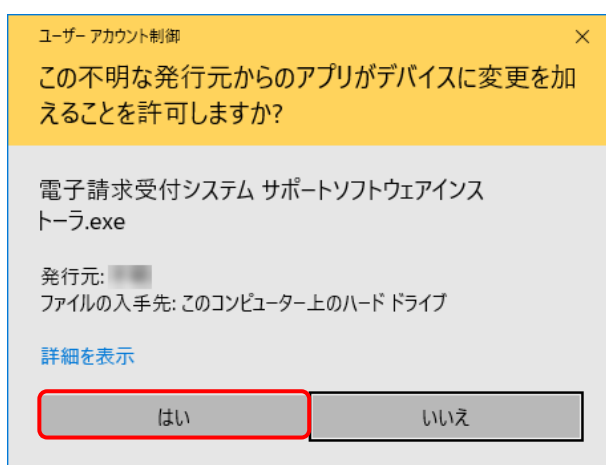 ユーザー アカウント制御
この不明な発行元からのアプリがデバイスに変更を加
えることを許可しますか?
電子請求受付システム サポートソフトウェアインス
トーラ.exe
発行元:
ファイルの入手先: このコンピューター上のハード ドライブ
詳細を表示
はい
いいえ